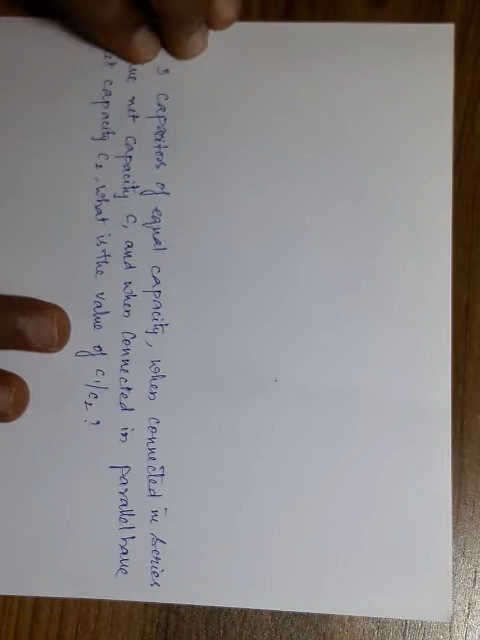 capacitors of equal capacity, when connected in series
net capacity C1 and when connected in parallel have
capacity C2, what is the value of C1/C2?